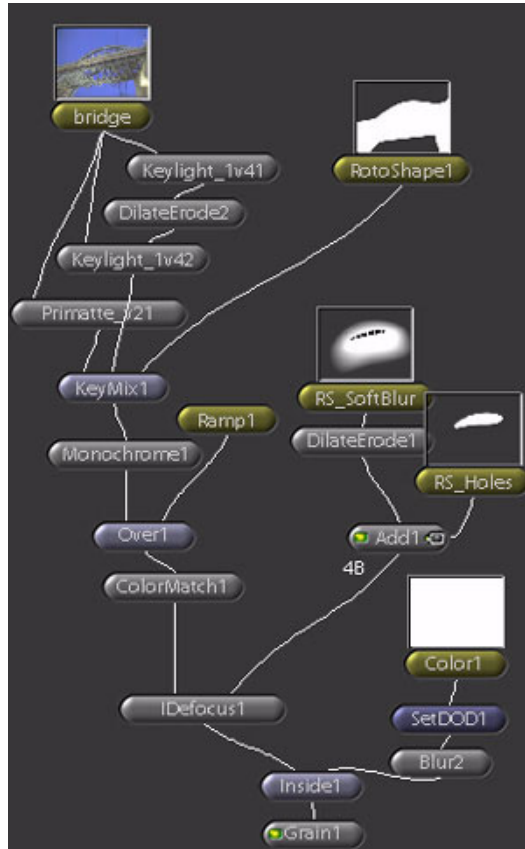 bridge
Keylight_1v41
RotoShape1
DilateErode2
Keylight_1v42
Primatte_v21
KeyMix1
RS_SoftBlur
Ramp1
DilateErode1
Monochrome1
RS_Holes
Over1
Add1
4B
ColorMatch1
Color1
IDefocus1
SetDOD1
Blur2
Inside1
Grain1